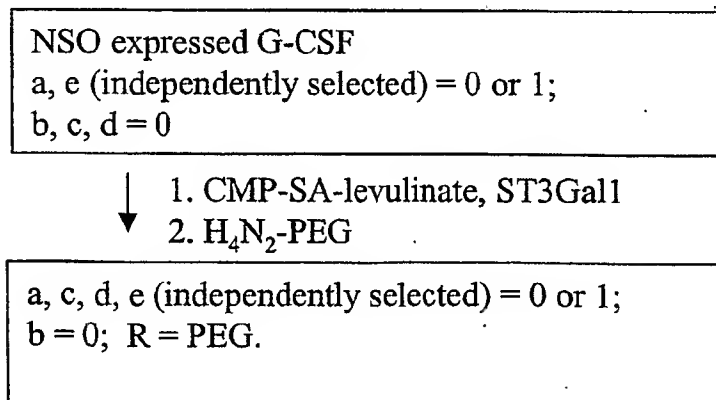 NSO expressed G-CSF
a, e (independently selected) = 0 or 1;
b, c, d = 0
1. CMP-SA-levulinate, ST3Gal1
2. H₄N₂-PEG
a, c, d, e (independently selected) = 0 or 1;
b = 0; R = PEG.